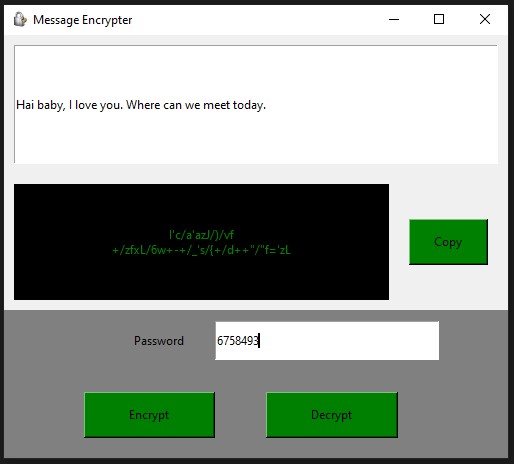 Message Encrypter
Hai baby, I love you. Where can we meet today.
I'c/a'azJ/)/vf
+/zfxL/6w+-+/_'s/{+/d++"/"f='zL
Copy
Password
6758493
Encrypt
Decrypt